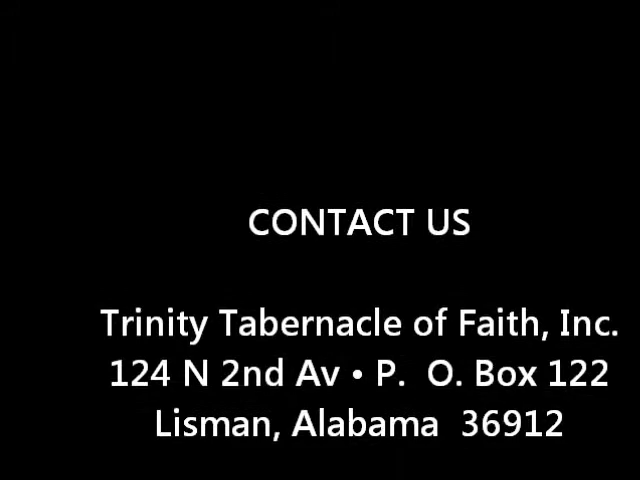 CONTACT US
Trinity Tabernacle of Faith, Inc.
124 N 2nd Av • P.  O. Box 122
Lisman, Alabama  36912